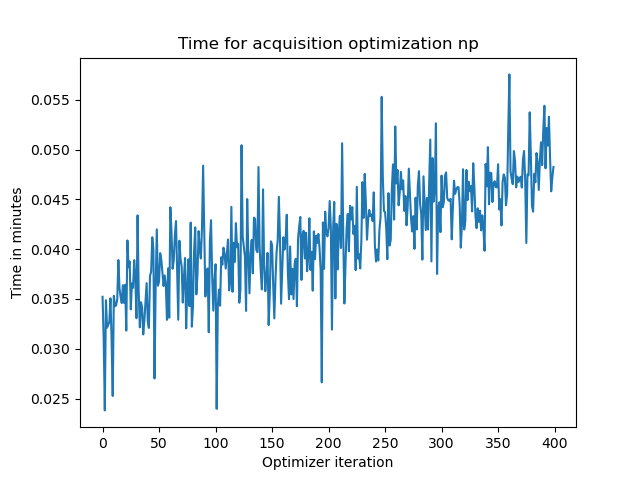 Time for acquisition optimization np
Time in minutes
0.055
0.050
0.045
0.040
0.035
0.030
0.025
0 50 100 150 200 250 300 350 400
Optimizer iteration